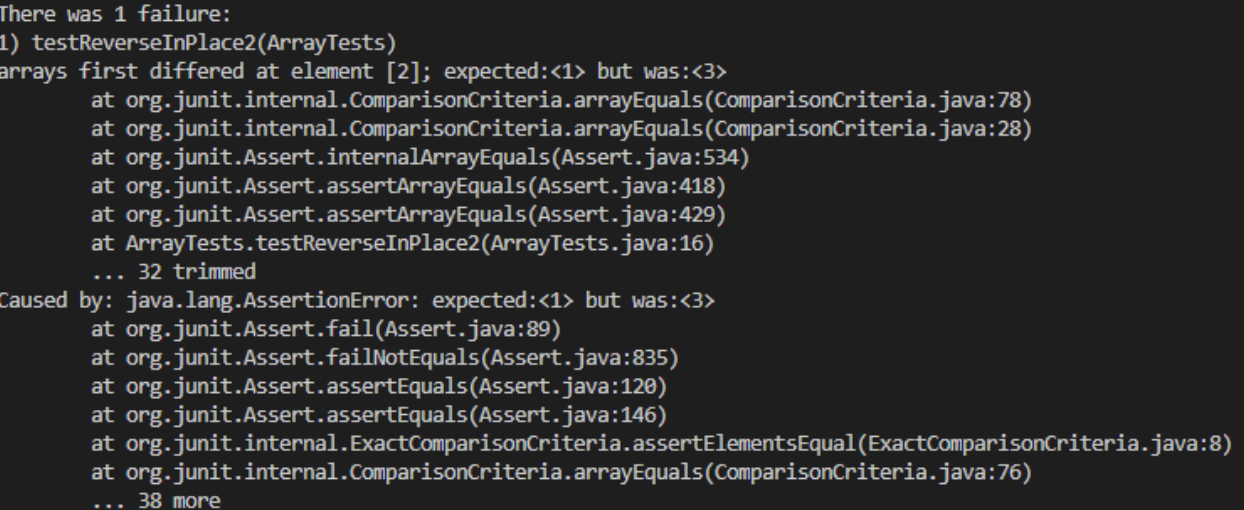 There was 1 failure:
1) testReverseInPlace2(ArrayTests)
arrays first differed at element [2]; expected:<1> but was:<3>
        at org.junit.internal.ComparisonCriteria.arrayEquals(ComparisonCriteria.java:78)
        at org.junit.internal.ComparisonCriteria.arrayEquals(ComparisonCriteria.java:28)
        at org.junit.Assert.internalArrayEquals(Assert.java:534)
        at org.junit.Assert.assertArrayEquals(Assert.java:418)
        at org.junit.Assert.assertArrayEquals(Assert.java:429)
        at ArrayTests.testReverseInPlace2(ArrayTests.java:16)
        ... 32 trimmed
Caused by: java.lang.AssertionError: expected:<1> but was:<3>
        at org.junit.Assert.fail(Assert.java:89)
        at org.junit.Assert.failNotEquals(Assert.java:835)
        at org.junit.Assert.assertEquals(Assert.java:120)
        at org.junit.Assert.assertEquals(Assert.java:146)
        at org.junit.internal.ExactComparisonCriteria.assertElementsEqual(ExactComparisonCriteria.java:8)
        at org.junit.internal.ComparisonCriteria.arrayEquals(ComparisonCriteria.java:76)
        ... 38 more